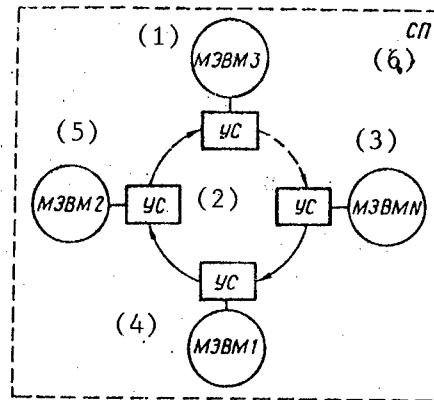 СП
(1)
МЭВМ3
(6)
УС
(5)
(3)
МЭВМ2
УС
(2)
УС
МЭВМN
УС
(4)
МЭВМ1